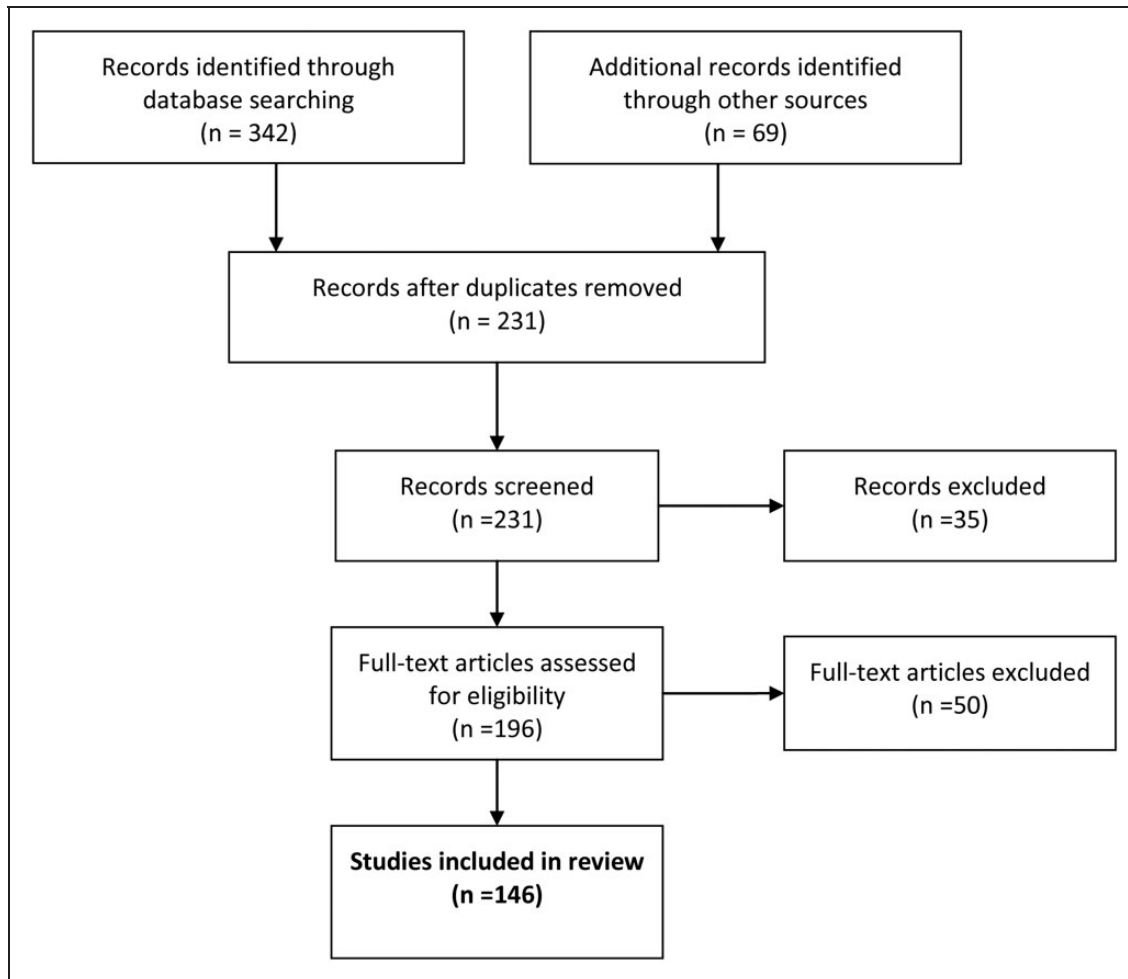 Records identified through
database searching
(n = 342)
Additional records identified
through other sources
(n = 69)
Records after duplicates removed
(n = 231)
Records screened
(n =231)
Records excluded
(n =35)
Full-text articles assessed
for eligibility
(n =196)
Full-text articles excluded
(n =50)
Studies included in review
(n =146)